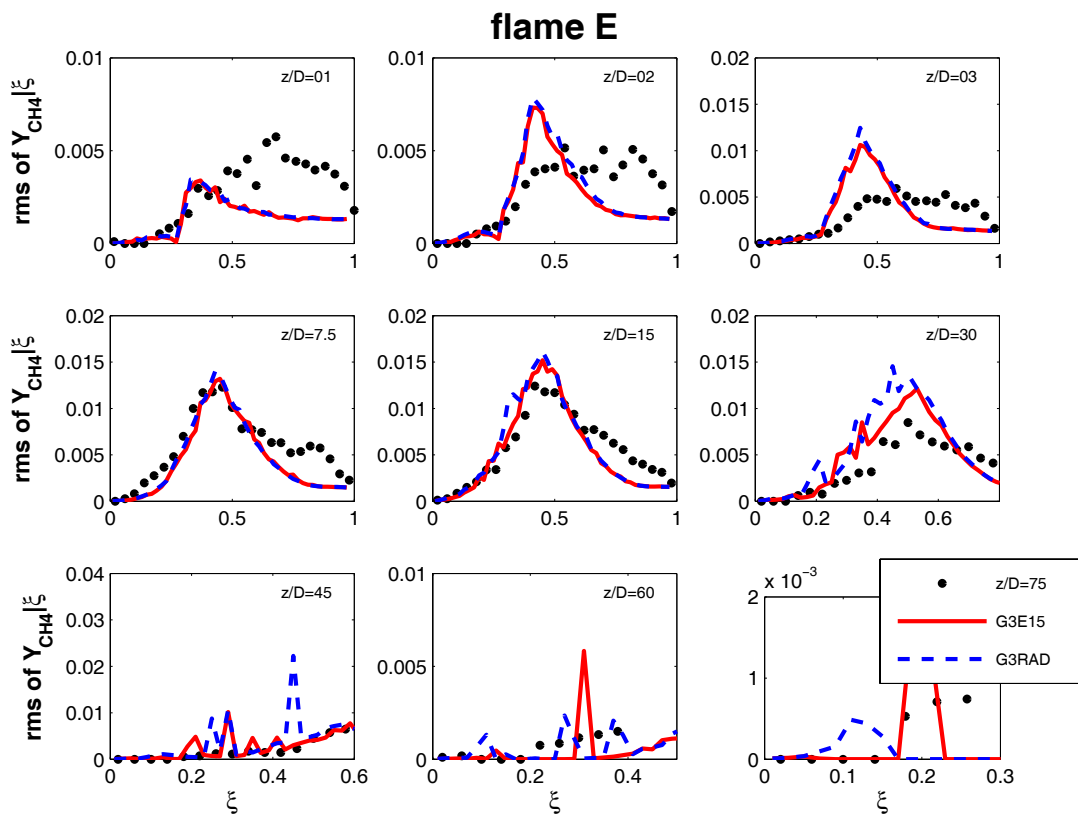 flame E
0.01
0.005
0
0 0.5 1
rms of Y_CH4|ξ
z/D=01
0.01
0.005
0
0 0.5 1
z/D=02
0.02
0.015
0.01
0.005
0
0 0.5 1
z/D=03
0.02
0.015
0.01
0.005
0
0 0.5 1
rms of Y_CH4|ξ
z/D=7.5
0.02
0.015
0.01
0.005
0
0 0.5 1
z/D=15
0.02
0.015
0.01
0.005
0
0 0.2 0.4 0.6
z/D=30
0.04
0.03
0.02
0.01
0
0 0.2 0.4 0.6
rms of Y_CH4|ξ
ξ
z/D=45
0.01
0.005
0
0 0.2 0.4
ξ
z/D=60
x 10⁻³
2
1
0
0 0.1 0.2 0.3
ξ
z/D=75
G3E15
G3RAD